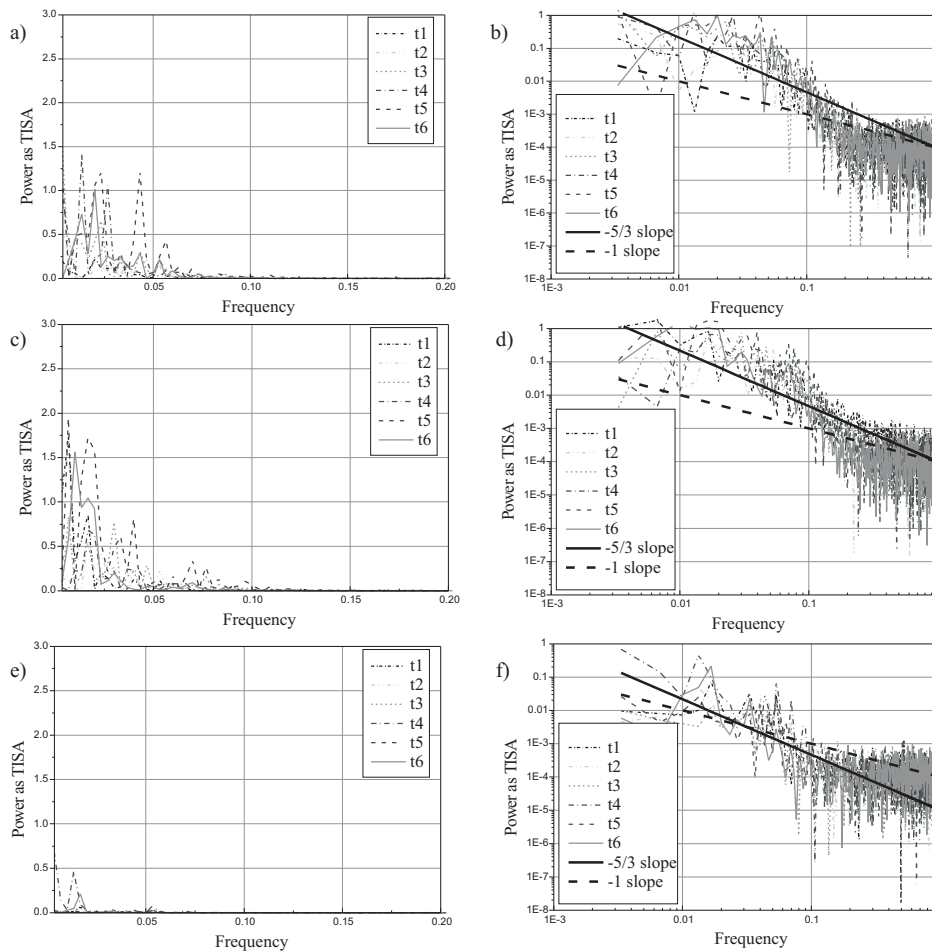 a)
3.0
2.5
2.0
1.5
1.0
0.5
0.0
Power as TISA
t1
t2
t3
t4
t5
t6
0.05
0.10
0.15
0.20
Frequency
b)
1
0.1
0.01
1E-3
1E-4
1E-5
1E-6
1E-7
1E-8
Power as TISA
t1
t2
t3
t4
t5
t6
-5/3 slope
-1 slope
1E-3
0.01
0.1
Frequency
c)
3.0
2.5
2.0
1.5
1.0
0.5
0.0
Power as TISA
t1
t2
t3
t4
t5
t6
0.05
0.10
0.15
0.20
Frequency
d)
1
0.1
0.01
1E-3
1E-4
1E-5
1E-6
1E-7
1E-8
Power as TISA
t1
t2
t3
t4
t5
t6
-5/3 slope
-1 slope
1E-3
0.01
0.1
Frequency
e)
3.0
2.5
2.0
1.5
1.0
0.5
0.0
Power as TISA
t1
t2
t3
t4
t5
t6
0.05
0.10
0.15
0.20
Frequency
f)
1
0.1
0.01
1E-3
1E-4
1E-5
1E-6
1E-7
1E-8
Power as TISA
t1
t2
t3
t4
t5
t6
-5/3 slope
-1 slope
1E-3
0.01
0.1
Frequency